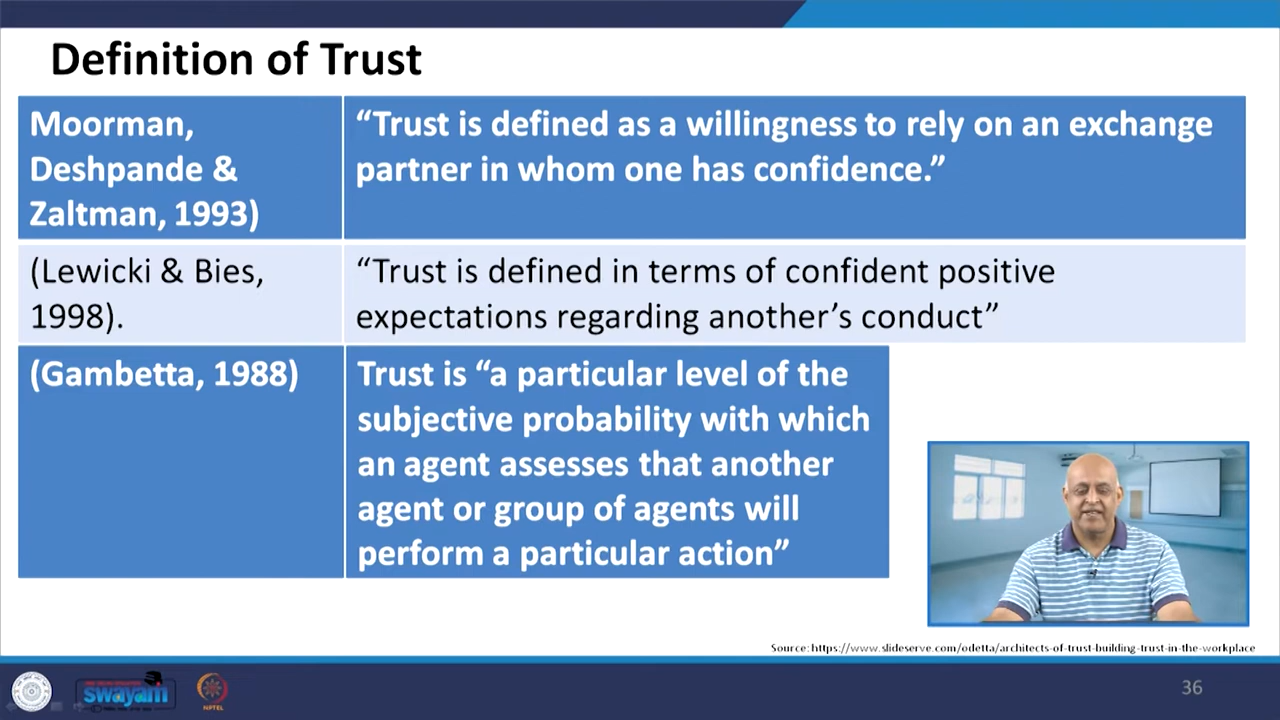 Definition of Trust
Moorman,
Deshpande &
Zaltman, 1993)
“Trust is defined as a willingness to rely on an exchange
partner in whom one has confidence.”
(Lewicki & Bies,
1998).
“Trust is defined in terms of confident positive
expectations regarding another’s conduct”
(Gambetta, 1988)
Trust is “a particular level of the
subjective probability with which
an agent assesses that another
agent or group of agents will
perform a particular action”
Source: https://www.slideserve.com/odetta/architects-of-trust-building-trust-in-the-workplace
swayam
NPTEL
36